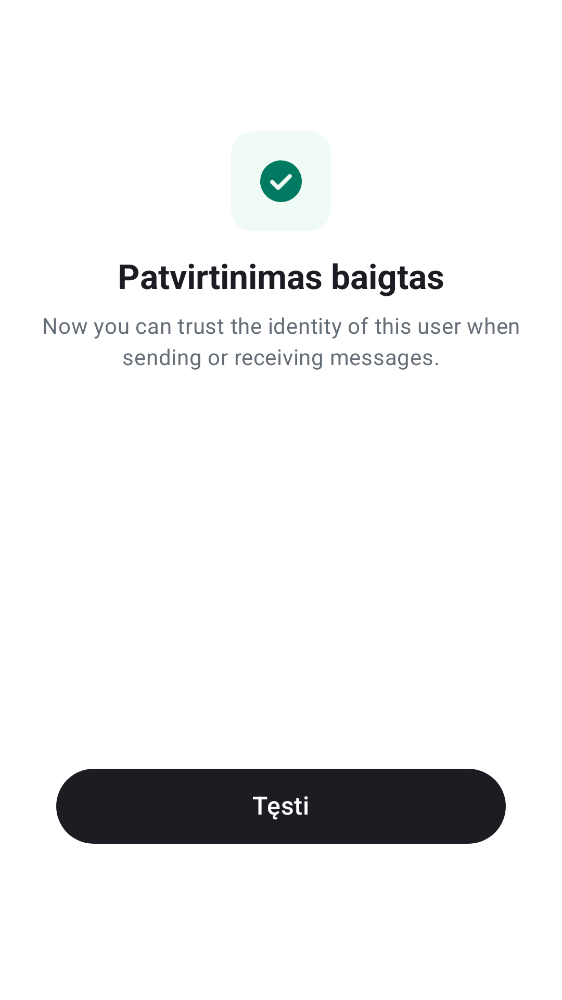 Patvirtinimas baigtas
Now you can trust the identity of this user when
sending or receiving messages.
Tęsti